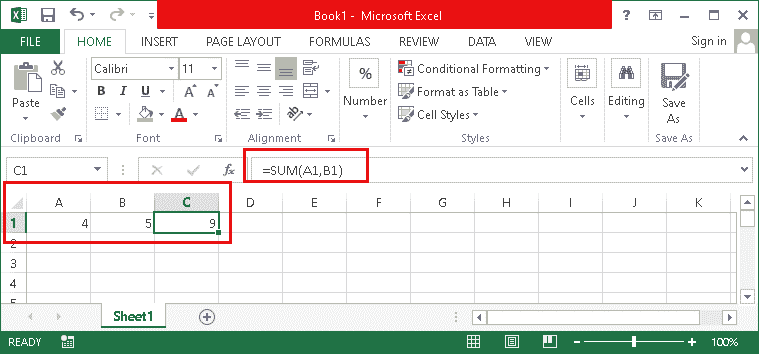 Book1 - Microsoft Excel
FILE HOME INSERT PAGE LAYOUT FORMULAS REVIEW DATA VIEW Sign in
Calibri 11
Paste
B I U A
%
Number
Conditional Formatting
Format as Table
Cell Styles
Cells
Editing
Save
As
Clipboard Font Alignment Styles Save As
C1 fx =SUM(A1,B1)
A B C D E F G H I J K
1 4 5 9
2
3
4
5
Sheet1
READY 100%